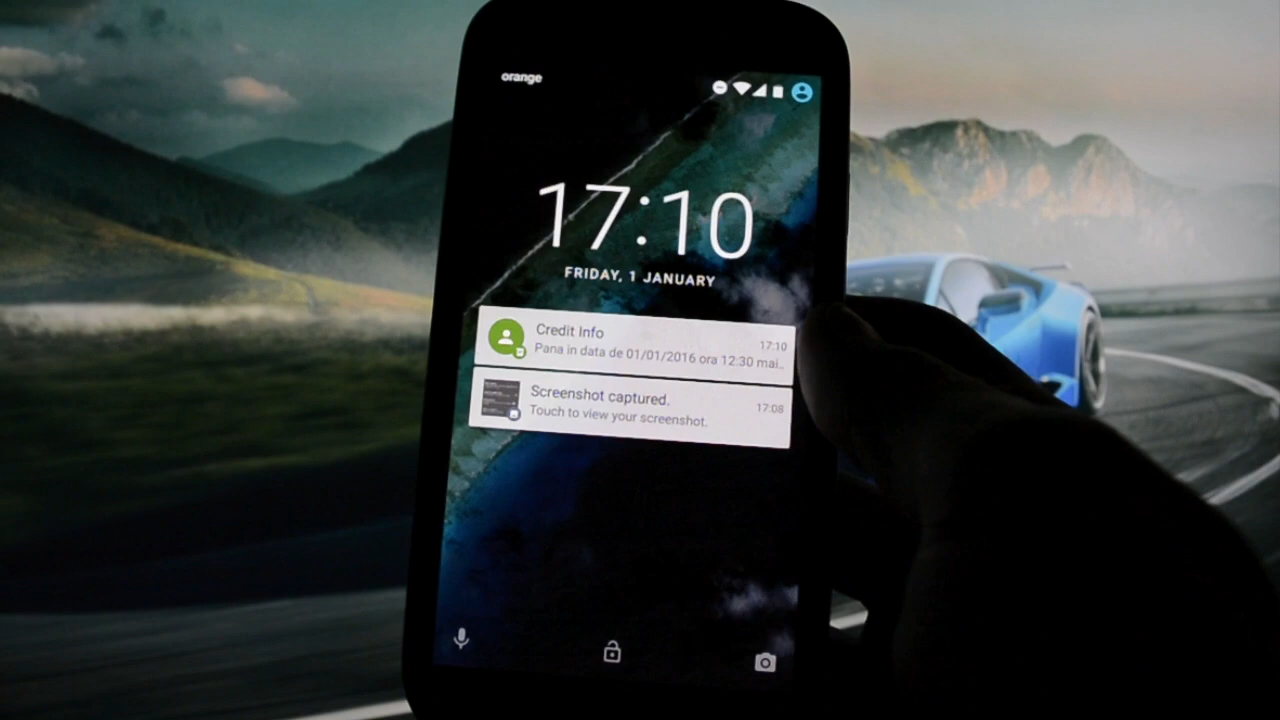 orange
17:10
FRIDAY, 1 JANUARY
Credit Info
17:10
Pana in data de 01/01/2016 ora 12:30 mai..
Screenshot captured.
17:08
Touch to view your screenshot.